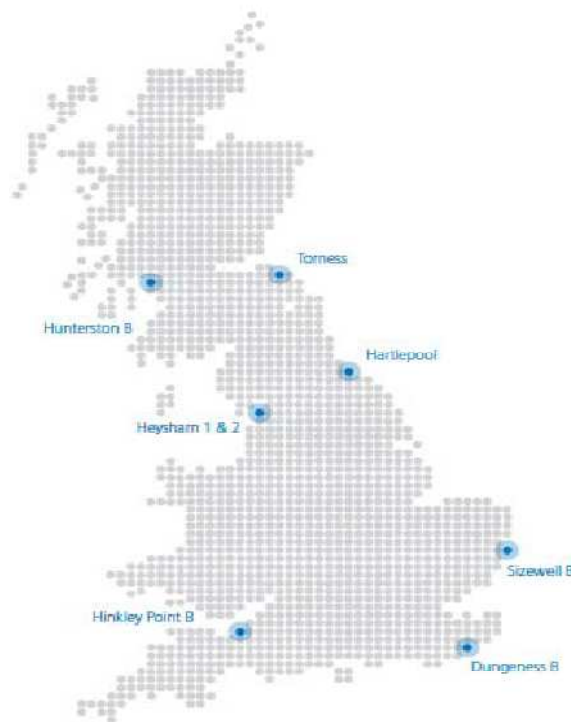 Torness
Hunterston B
Hartlepool
Heysham 1 & 2
Sizewell B
Hinkley Point B
Dungeness B